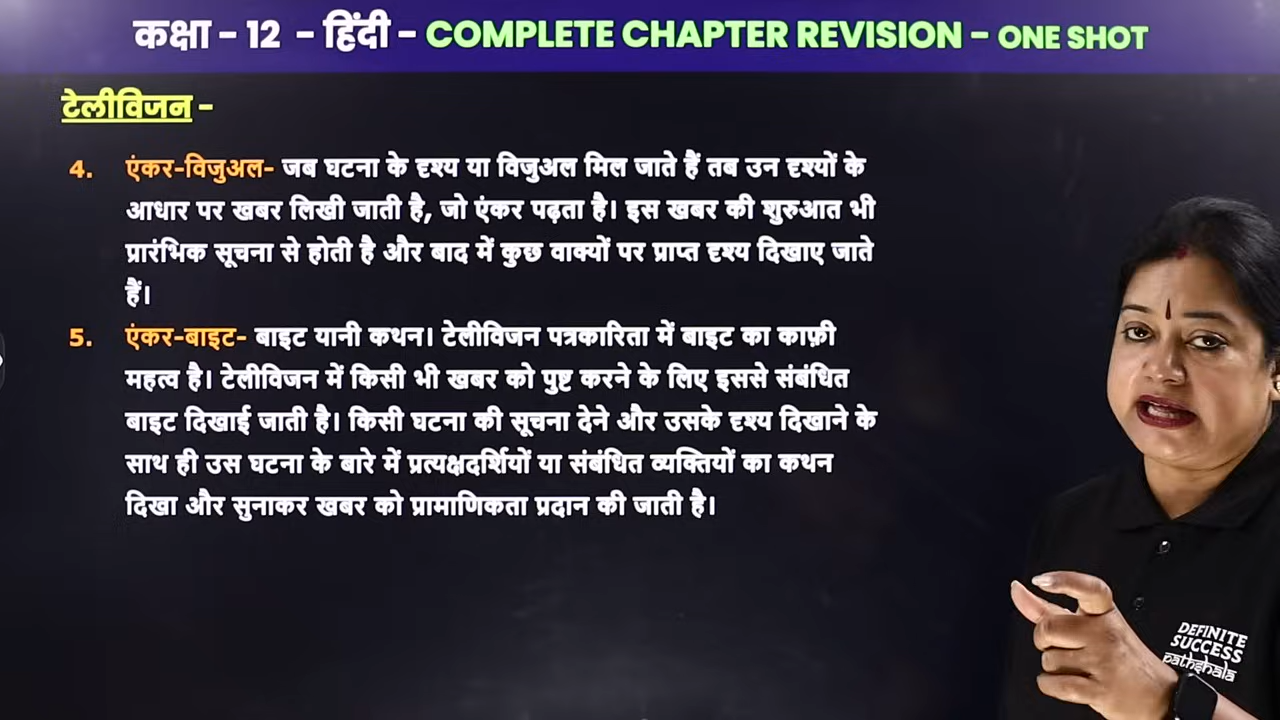 कक्षा - 12 - हिंदी - COMPLETE CHAPTER REVISION - ONE SHOT
टेलीविजन -
4. एंकर-विजुअल- जब घटना के दृश्य या विजुअल मिल जाते हैं तब उन दृश्यों के
आधार पर खबर लिखी जाती है, जो एंकर पढ़ता है। इस खबर की शुरुआत भी
प्रारंभिक सूचना से होती है और बाद में कुछ वाक्यों पर प्राप्त दृश्य दिखाए जाते
हैं।
5. एंकर-बाइट- बाइट यानी कथन। टेलीविजन पत्रकारिता में बाइट का काफ़ी
महत्व है। टेलीविजन में किसी भी खबर को पुष्ट करने के लिए इससे संबंधित
बाइट दिखाई जाती है। किसी घटना की सूचना देने और उसके दृश्य दिखाने के
साथ ही उस घटना के बारे में प्रत्यक्षदर्शियों या संबंधित व्यक्तियों का कथन
दिखा और सुनाकर खबर को प्रामाणिकता प्रदान की जाती है।
DEFINITE
SUCCESS
pathshala